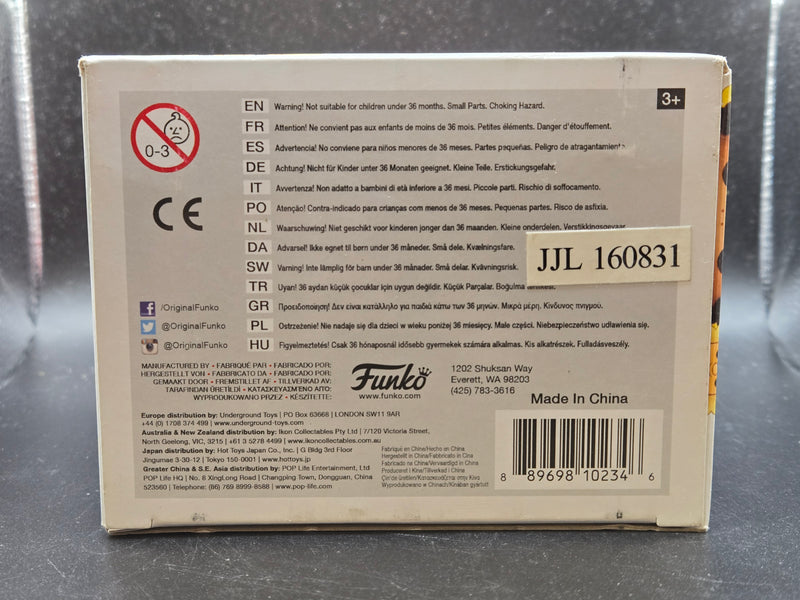 0-3
3+
EN Warning! Not suitable for children under 36 months. Small Parts. Choking Hazard.
FR Attention! Ne convient pas aux enfants de moins de 36 mois. Petites éléments. Danger d'étouffement.
ES Advertencia! No conviene para niños menores de 36 meses. Partes pequeñas. Peligro de atragantamiento.
DE Achtung! Nicht für Kinder unter 36 Monaten geeignet. Kleine Teile. Erstickungsgefahr.
IT Avvertenza! Non adatto a bambini di età inferiore a 36 mesi. Piccole parti. Rischio di soffocamento.
PO Atenção! Contra-indicado para crianças com menos de 36 meses. Pequenas partes. Risco de asfixia.
NL Waarschuwing! Niet geschikt voor kinderen jonger dan 36 maanden. Kleine onderdelen. Verstikkingsgevaar
DA Advarsel! Ikke egnet til børn under 36 måneder. Små dele. Kvælningsfare.
SW Varning! Inte lämplig för barn under 36 månader. Små delar. Kvävningsrisk.
TR Uyarı! 36 aydan küçük çocuklar için uygun değildir. Küçük Parçalar. Boğulma
GR Προειδοποίηση! Δεν είναι κατάλληλο για παιδιά κάτω των 36 μηνών. Μικρά μέρη. Κίνδυνος πνιγμού.
PL Ostrzeżenie! Nie nadaje się dla dzieci w wieku poniżej 36 miesięcy. Małe części. Niebezpieczeństwo udławienia się.
HU Figyelmeztetés! Csak 36 hónaposnál idősebb gyermekek számára alkalmas. Kis alkatrészek. Fulladásveszély.
CE
JJL 160831
/OriginalFunko
@OriginalFunko
@OriginalFunko
MANUFACTURED BY • FABRIQUÉ PAR • FABRICADO POR:
HERGESTELLT VON • FABRICATO DA • FABRICADO POR:
GEMAAKT DOOR • FREMSTILLET AF • TILLVERKAD AV:
TARAFINDAN ÜRETİLDİ • ΚΑΤΑΣΚΕΥΑΣΜΕΝΟ ΑΠΟ:
WYPRODUKOWANO PRZEZ • KÉSZÍTETTE:
Funko
www.funko.com
1202 Shuksan Way
Everett, WA 98203
(425) 783-3616
Made In China
Europe distribution by: Underground Toys | PO Box 63668 | LONDON SW11 9AR
+44 (0) 1708 374 499 | www.underground-toys.com
Australia & New Zealand distribution by: Ikon Collectables Pty Ltd | 7/120 Victoria Street,
North Geelong, VIC, 3215 | +61 3 5278 4499 | www.ikoncollectables.com.au
Japan distribution by: Hot Toys Japan Co., Inc. | G Bldg 3rd Floor
Jingumae 3-30-12 | Tokyo 150-0001 | www.hottoys.jp
Greater China & S.E. Asia distribution by: POP Life Entertainment, Ltd
POP Life HQ | No. 8 XingLong Road | Changping Town, Dongguan, China
523560 | Telephone: (86) 769 8999-8588 | www.pop-life.com
Fabriqué en Chine/Hecho en China
Hergestellt in China/Fabbricato in Cina
Fabricado na China/Vervaardigd in China
Produceret i Kina/Tillverkad i China
Çin'de üretilen/Κατασκευάζεται στην Κίνα
Wyprodukowano w Chinach/Kínában gyártott
8 89698 10234 6